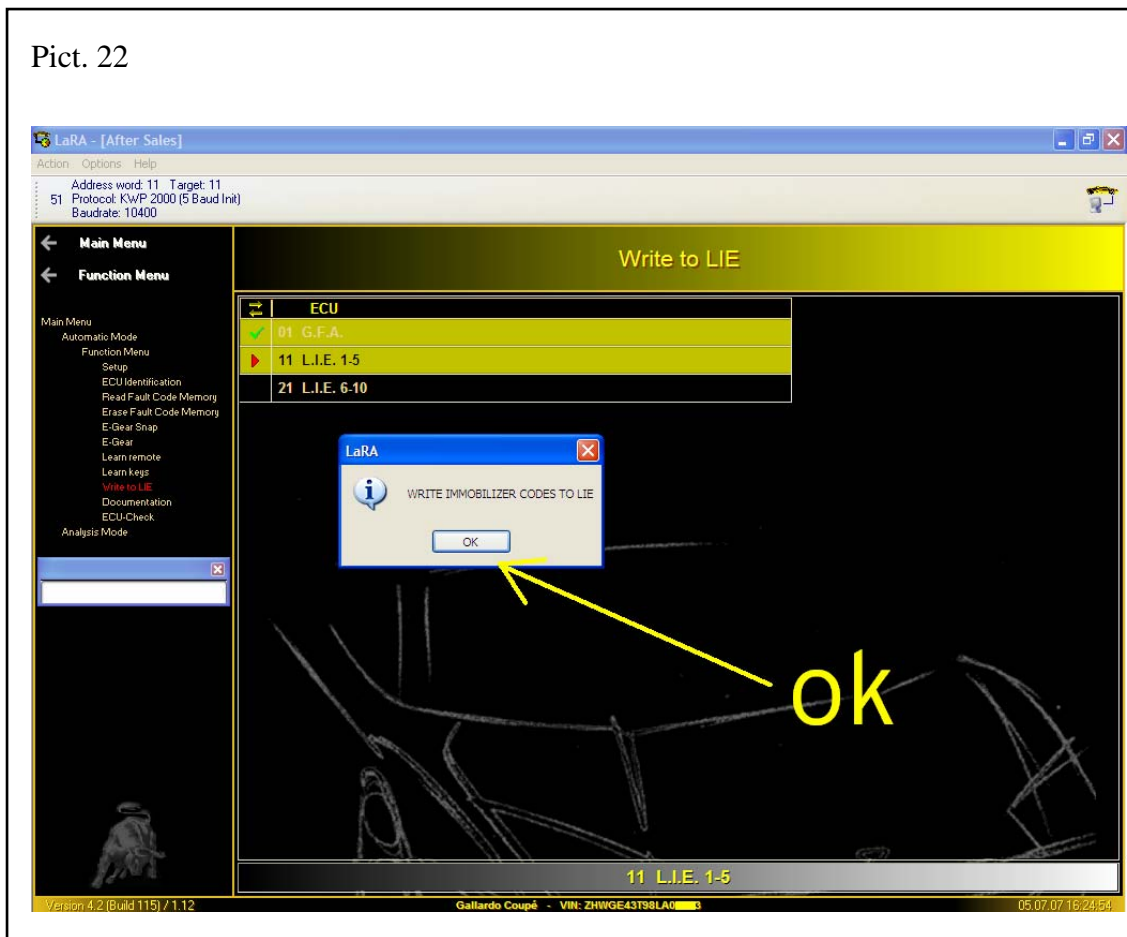 Pict. 22
LaRA - [After Sales]
Action Options Help
51
Address word: 11 Target: 11
Protocol: KWP 2000 (5 Baud Init)
Baudrate: 10400
Main Menu
Function Menu
Write to LIE
Main Menu
Automatic Mode
Function Menu
Setup
ECU Identification
Read Fault Code Memory
Erase Fault Code Memory
E-Gear Snap
E-Gear
Learn remote
Learn keys
Write to LIE
Documentation
ECU-Check
Analysis Mode
ECU
01 G.F.A.
11 L.I.E. 1-5
21 L.I.E. 6-10
LaRA
WRITE IMMOBILIZER CODES TO LIE
OK
ok
11 L.I.E. 1-5
Version 4.2 (Build 115) / 1.12
Gallardo Coupé - VIN: ZHWGE43T98LA0 3
05.07.07 16:24:54